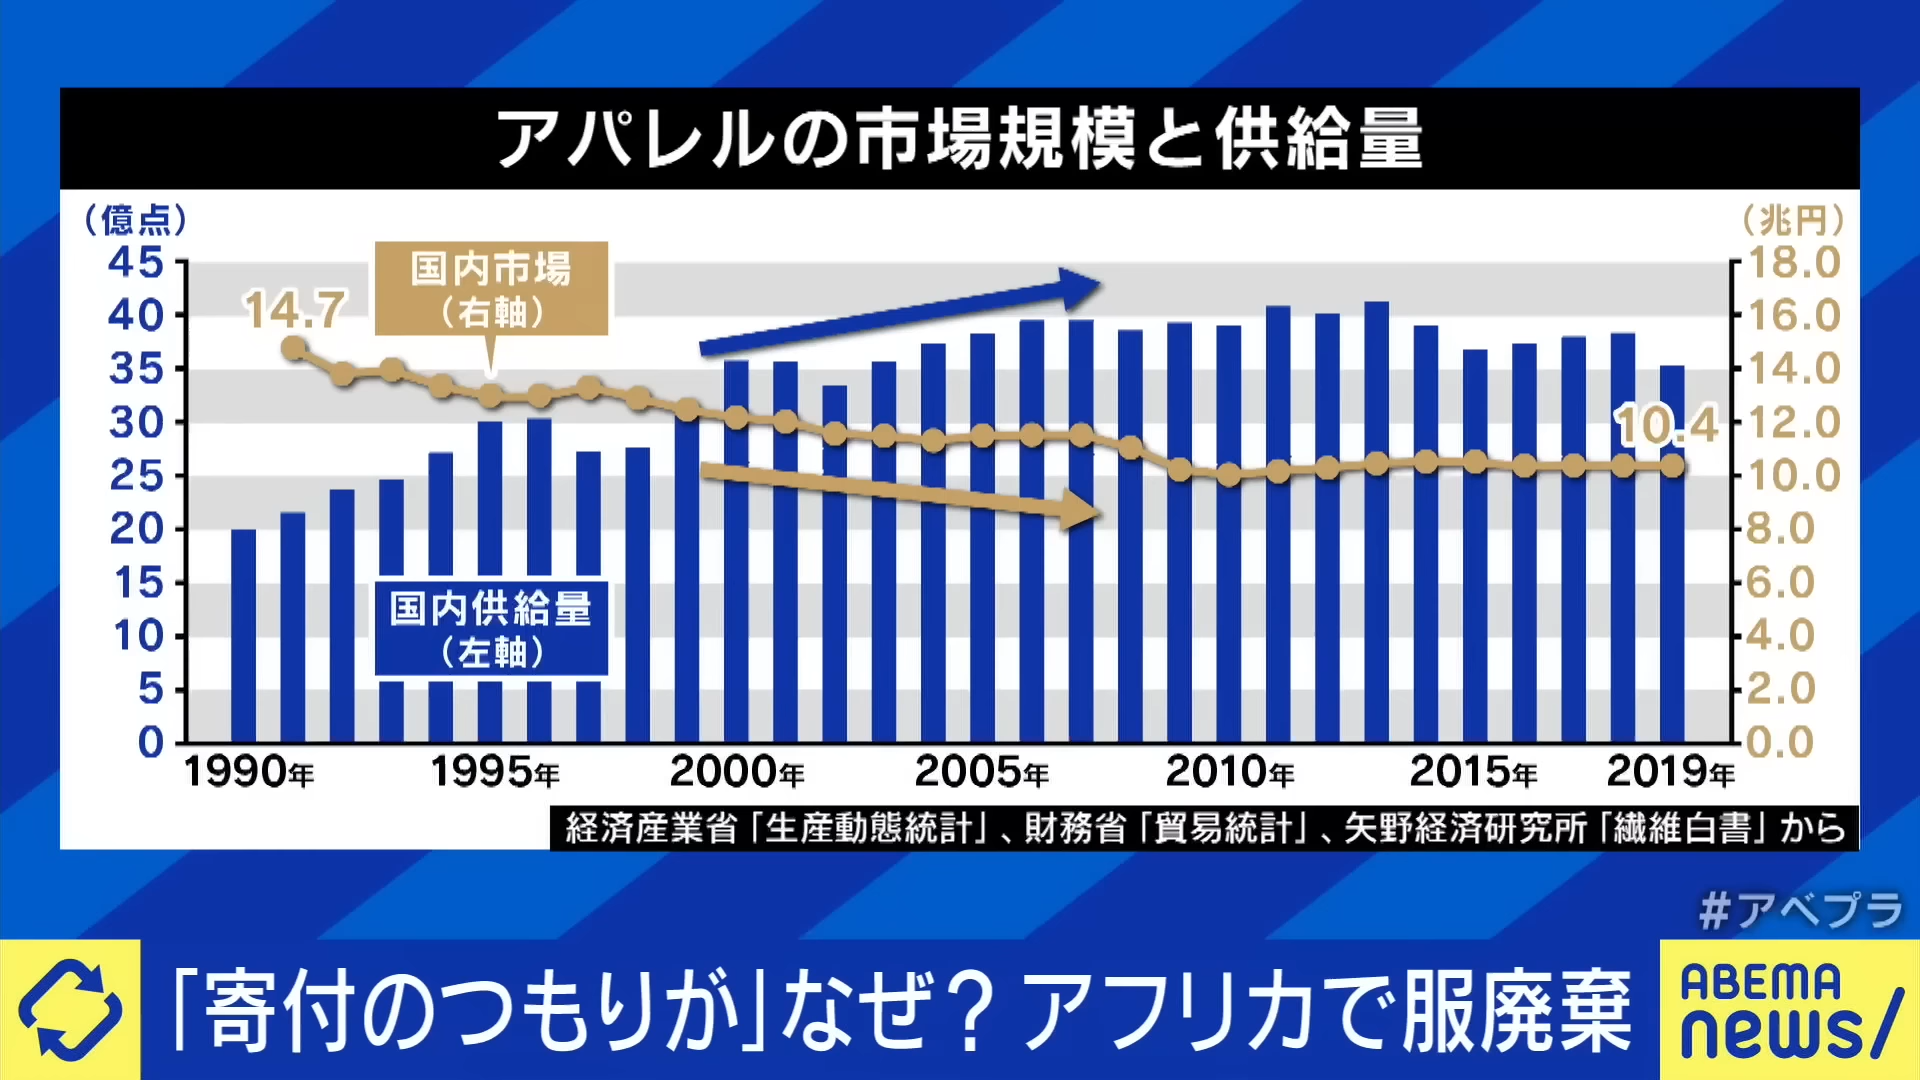 アパレルの市場規模と供給量
（億点）
（兆円）
45
40
35
30
25
20
15
10
5
0
国内市場
（右軸）
14.7
10.4
国内供給量
（左軸）
18.0
16.0
14.0
12.0
10.0
8.0
6.0
4.0
2.0
0.0
1990年 1995年 2000年 2005年 2010年 2015年 2019年
経済産業省「生産動態統計」、財務省「貿易統計」、矢野経済研究所「繊維白書」から
#アベプラ
「寄付のつもりが」なぜ？アフリカで服廃棄
ABEMA
news/